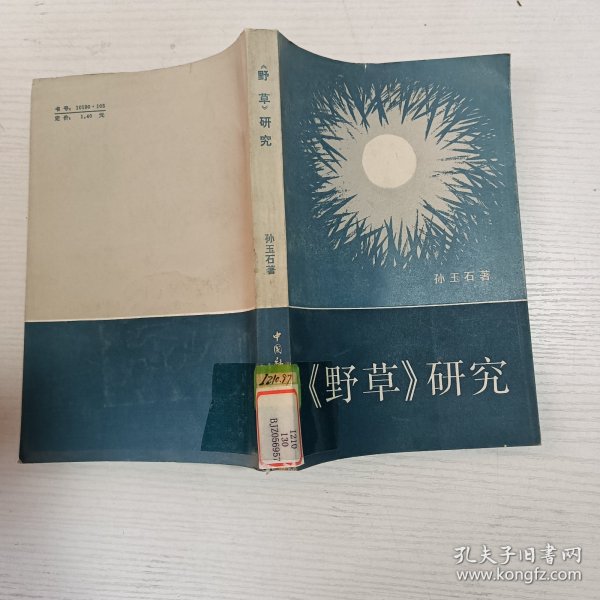 书号：10190·105
定价：1.40 元
《野草》研究
孙玉石著
中国社
I210.97
I210
130
BJZ056957
孙玉石著
《野草》研究
孔夫子旧书网
www.kongfz.com